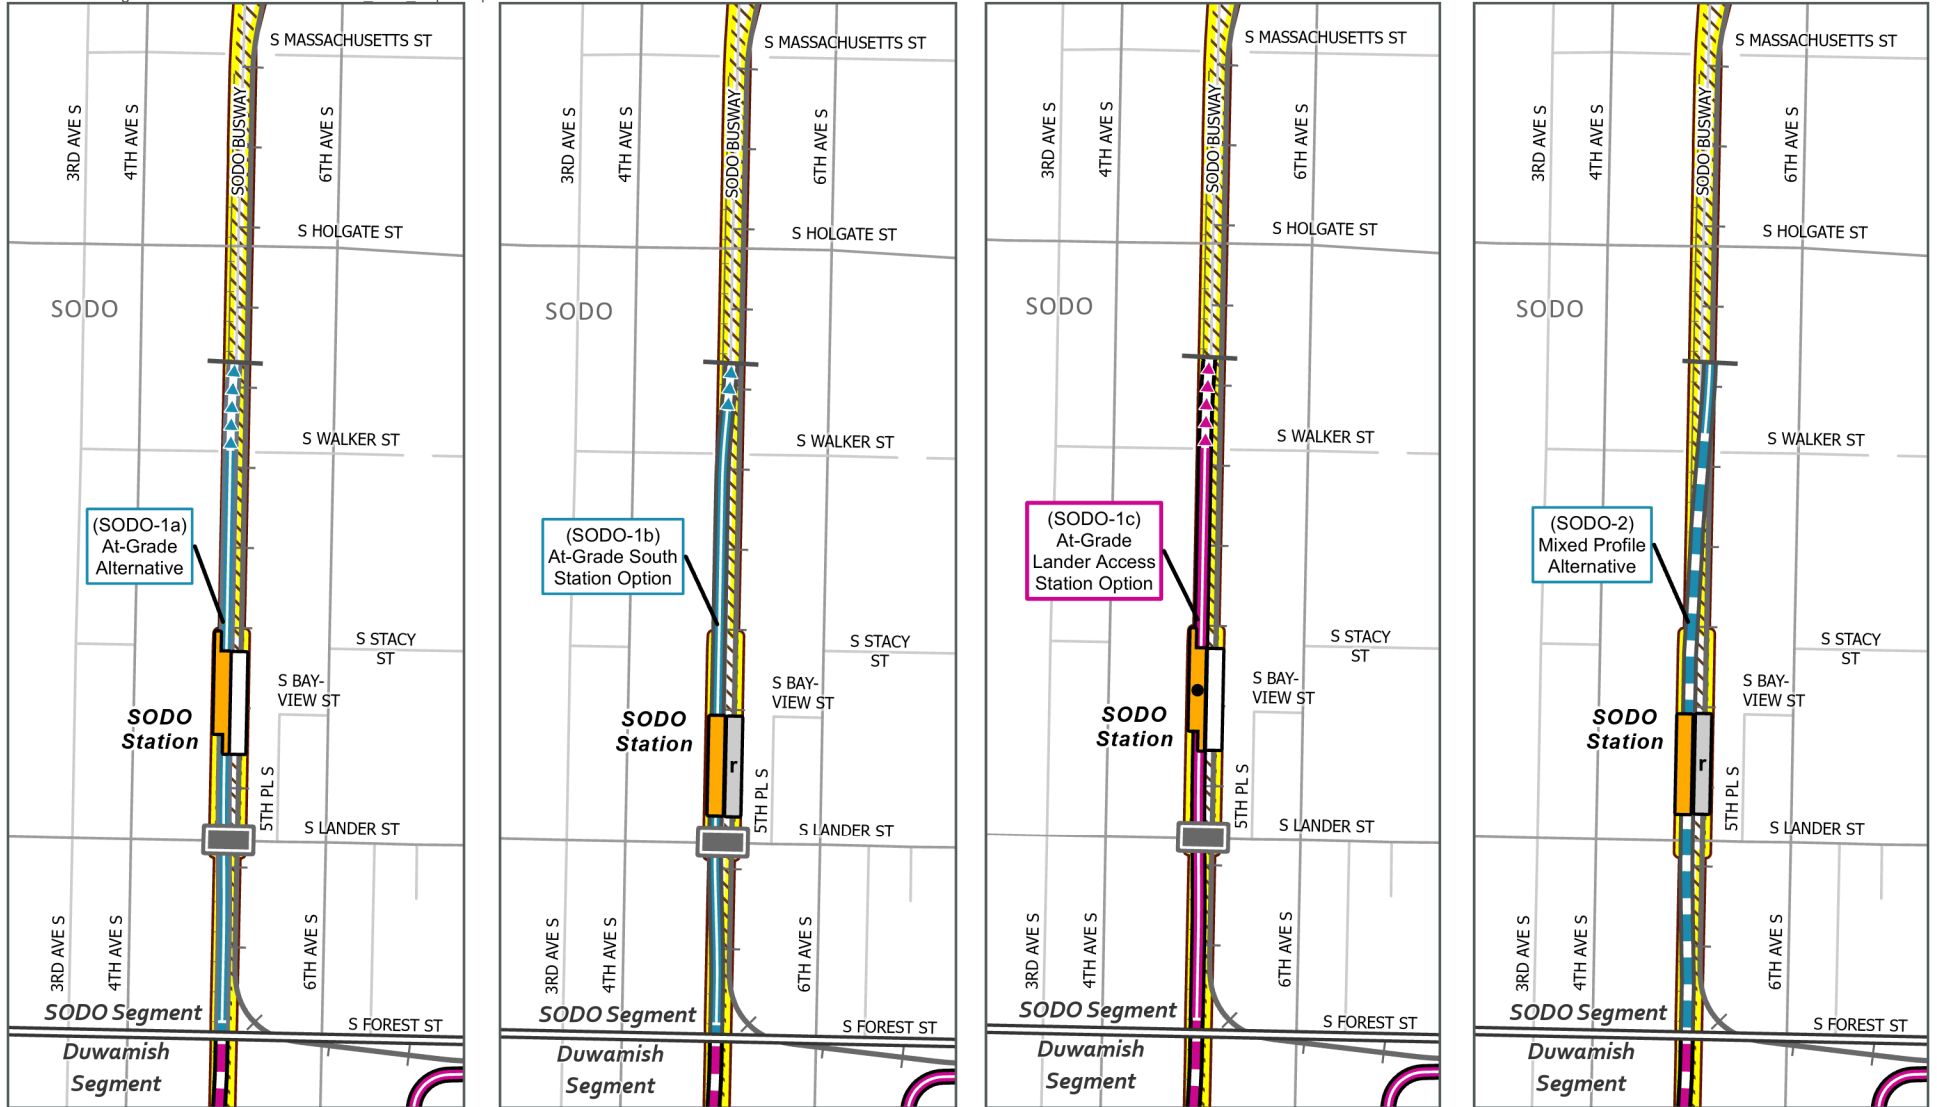 S MASSACHUSETTS ST
SODO BUSWAY
3RD AVE S
4TH AVE S
6TH AVE S
S HOLGATE ST
SODO
S WALKER ST
(SODO-1a)
At-Grade
Alternative
S STACY
ST
S BAY-
VIEW ST
SODO
Station
5TH PL S
S LANDER ST
3RD AVE S
4TH AVE S
6TH AVE S
SODO Segment
S FOREST ST
Duwamish
Segment
S MASSACHUSETTS ST
SODO BUSWAY
3RD AVE S
4TH AVE S
6TH AVE S
S HOLGATE ST
SODO
S WALKER ST
(SODO-1b)
At-Grade South
Station Option
S STACY
ST
S BAY-
VIEW ST
SODO
Station
r
5TH PL S
S LANDER ST
3RD AVE S
4TH AVE S
6TH AVE S
SODO Segment
S FOREST ST
Duwamish
Segment
S MASSACHUSETTS ST
SODO BUSWAY
3RD AVE S
4TH AVE S
6TH AVE S
S HOLGATE ST
SODO
S WALKER ST
(SODO-1c)
At-Grade
Lander Access
Station Option
S STACY
ST
S BAY-
VIEW ST
SODO
Station
5TH PL S
S LANDER ST
3RD AVE S
4TH AVE S
6TH AVE S
SODO Segment
S FOREST ST
Duwamish
Segment
S MASSACHUSETTS ST
SODO BUSWAY
3RD AVE S
4TH AVE S
6TH AVE S
S HOLGATE ST
SODO
S WALKER ST
(SODO-2)
Mixed Profile
Alternative
S STACY
ST
S BAY-
VIEW ST
SODO
Station
r
5TH PL S
S LANDER ST
3RD AVE S
4TH AVE S
6TH AVE S
SODO Segment
S FOREST ST
Duwamish
Segment